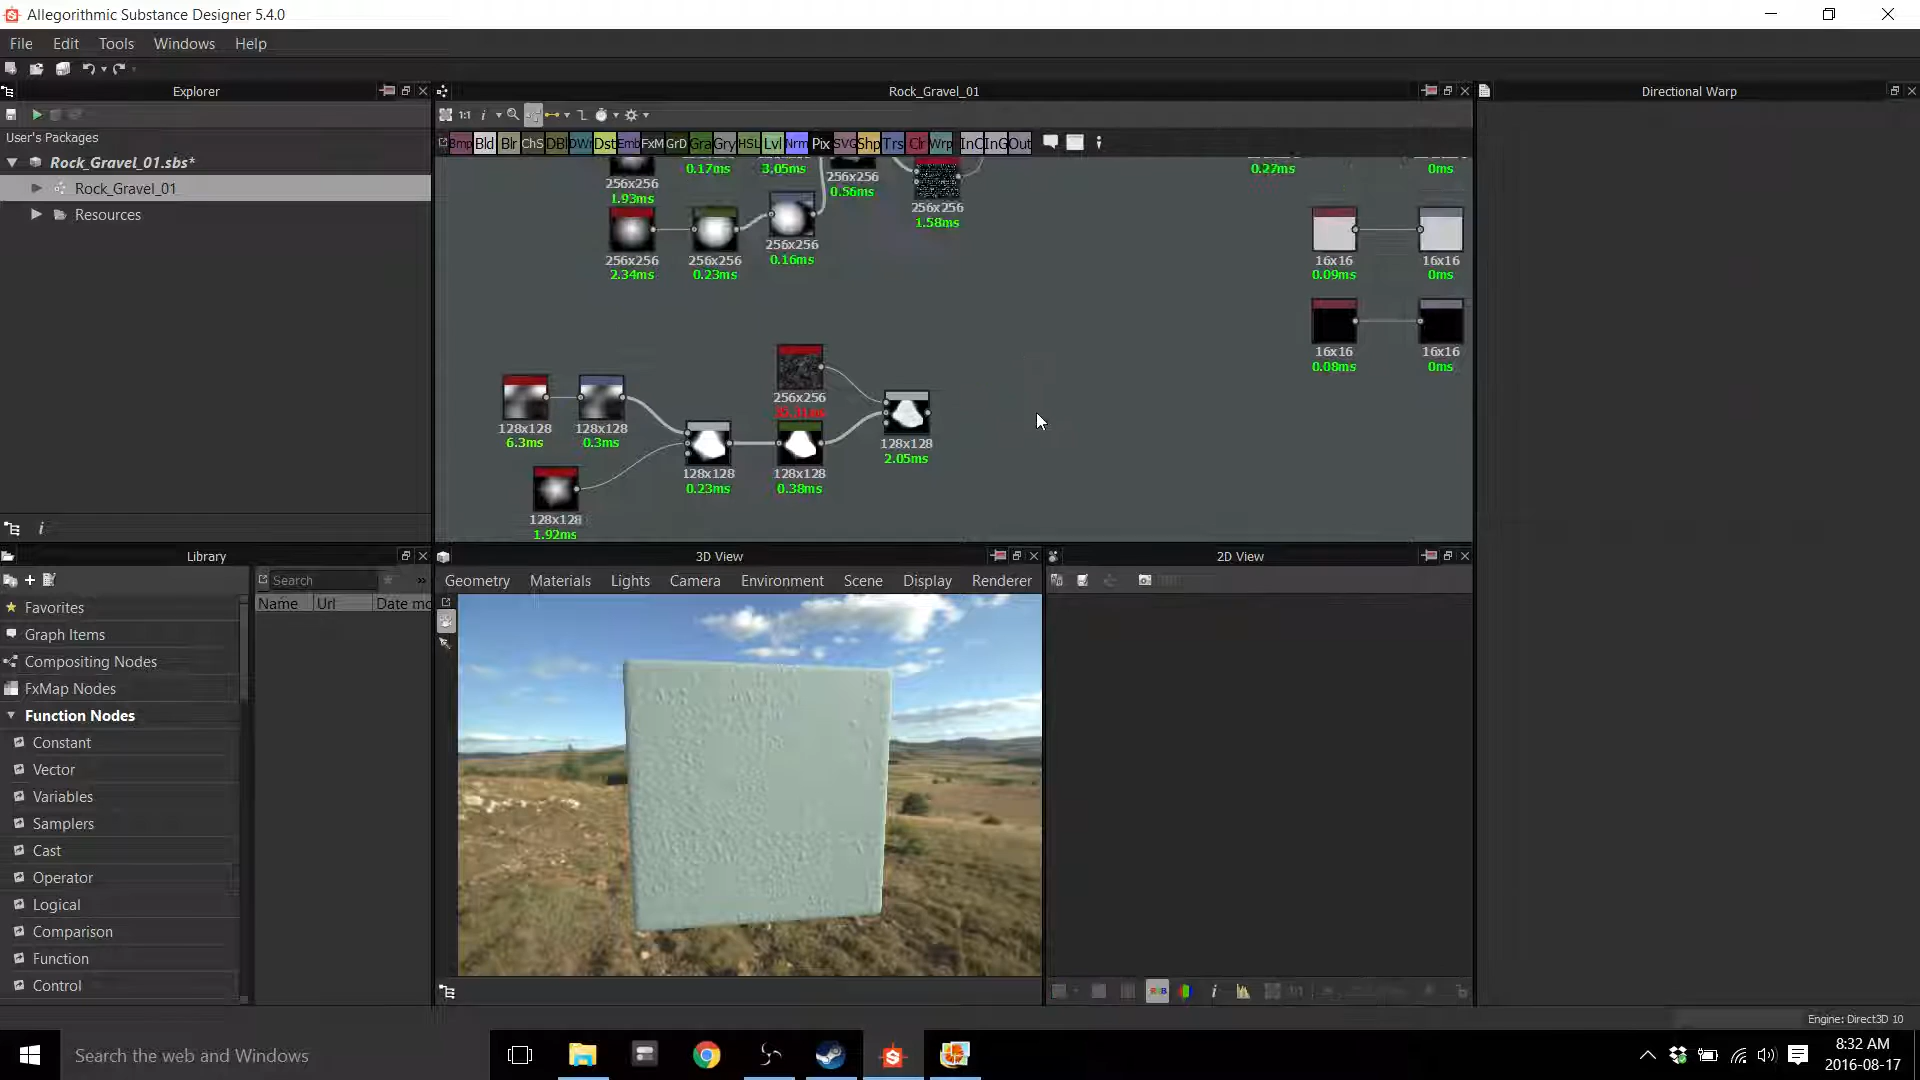 Allegorithmic Substance Designer 5.4.0
File Edit Tools Windows Help
Explorer
User's Packages
Rock_Gravel_01.sbs*
Rock_Gravel_01
Resources
Rock_Gravel_01
1:1
Bmp Bld Blr ChS DBl DWr Dst Emb FxM GrD Gra Gry HSL Lvl Nrm Pix SVG Shp Trs Clr Wrp InC InG Out
256x256
1.93ms
0.17ms
3.05ms
256x256
0.56ms
256x256
1.58ms
0.27ms
0ms
256x256
2.34ms
256x256
0.23ms
256x256
0.16ms
16x16
0.09ms
16x16
0ms
16x16
0.08ms
16x16
0ms
128x128
6.3ms
128x128
0.3ms
256x256
128x128
0.23ms
128x128
0.38ms
128x128
2.05ms
128x128
1.92ms
Directional Warp
Library
Search
Name Url Date mo
Favorites
Graph Items
Compositing Nodes
FxMap Nodes
Function Nodes
Constant
Vector
Variables
Samplers
Cast
Operator
Logical
Comparison
Function
Control
3D View
Geometry Materials Lights Camera Environment Scene Display Renderer
2D View
RGB
Engine: Direct3D 10
Search the web and Windows
8:32 AM
2016-08-17